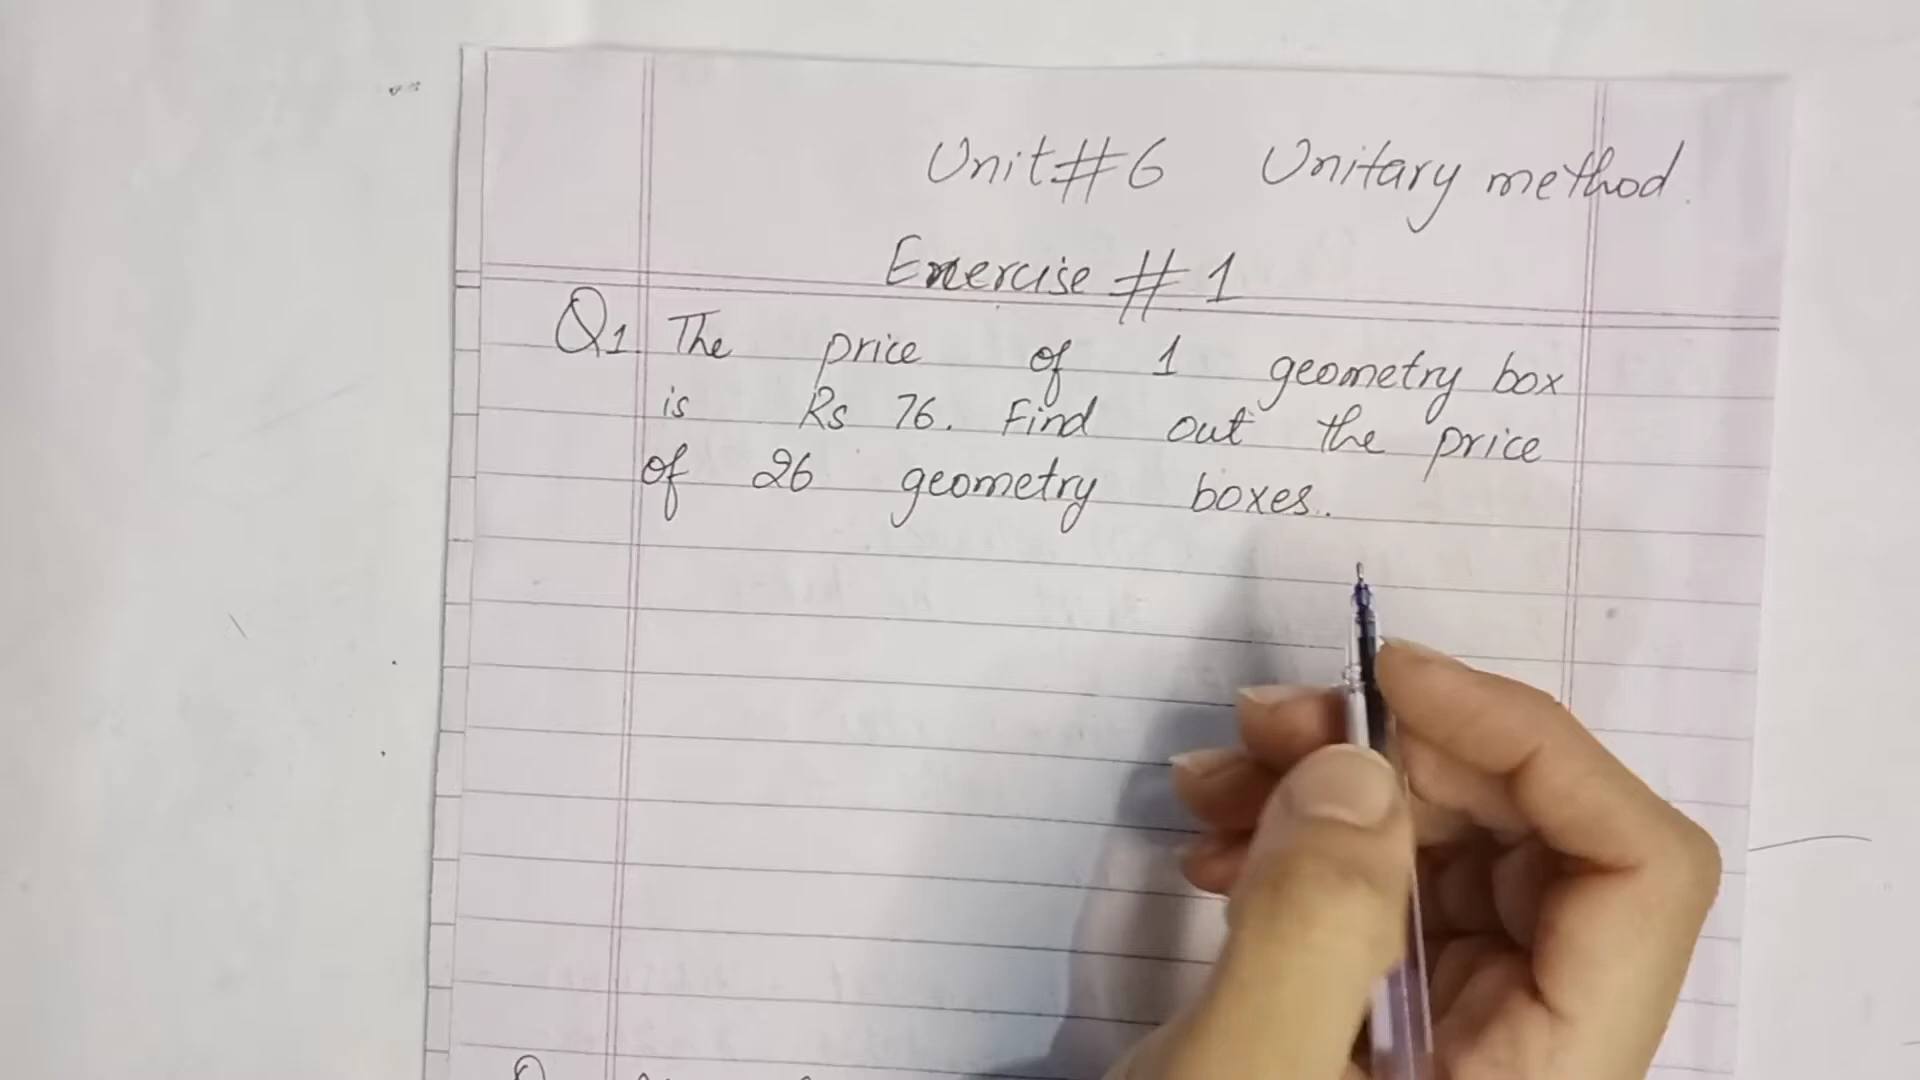 Unit #6 Unitary method.
Exercise # 1
Q1 The price of 1 geometry box
is Rs 76. Find out the price
of 26 geometry boxes..